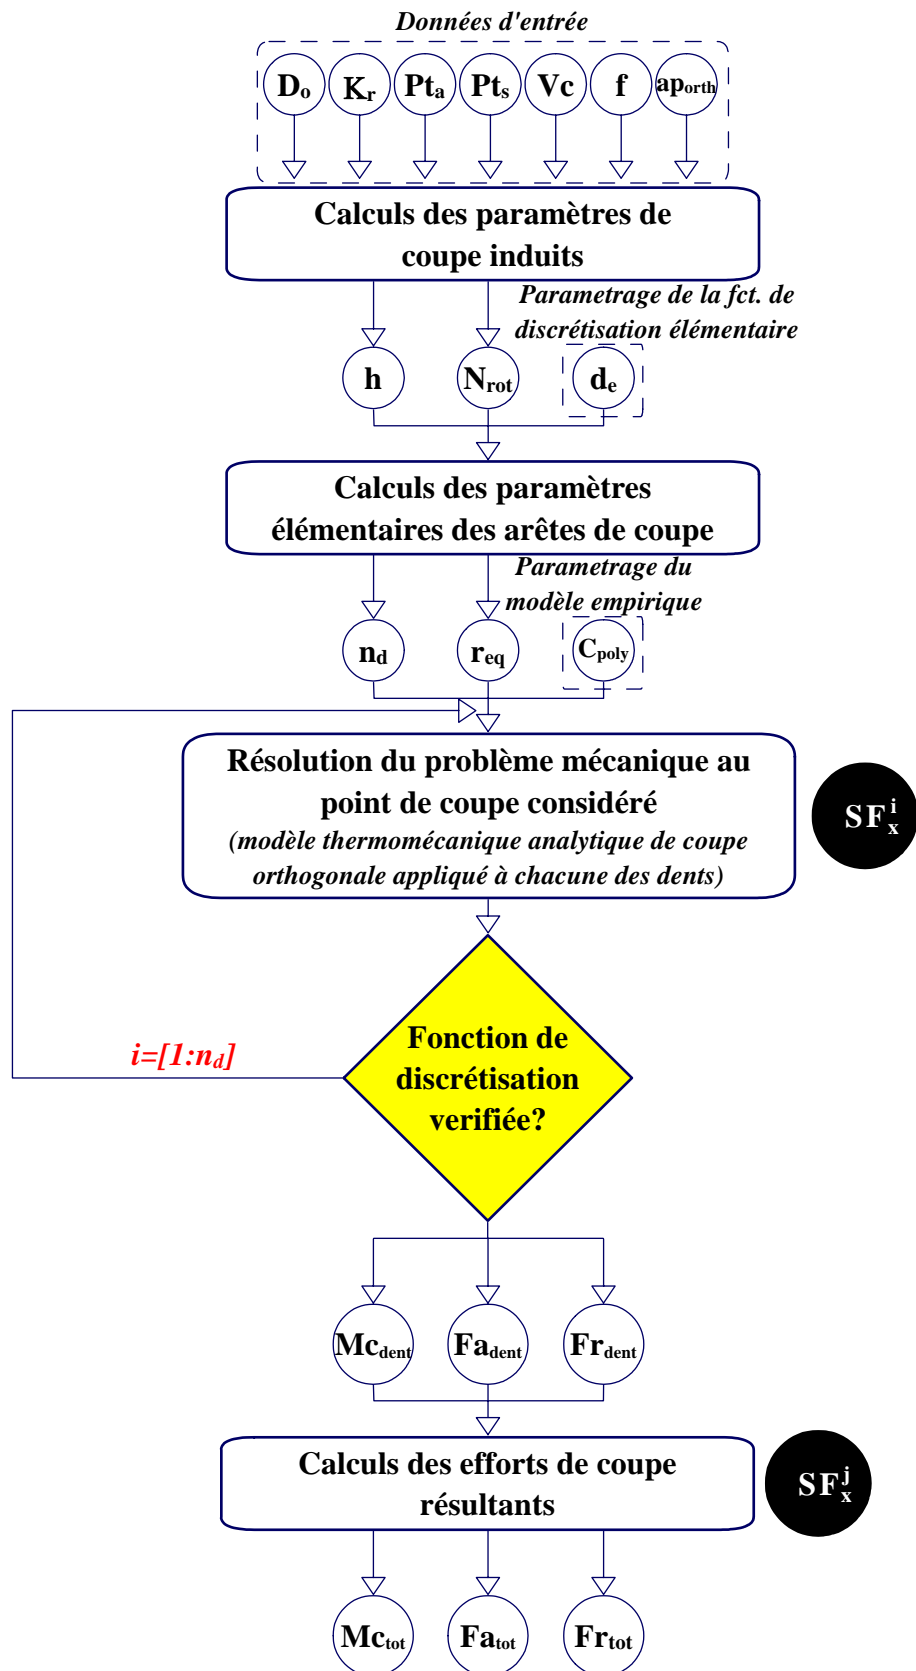 Données d'entrée
Do Kr Pta Pts Vc f aporth
Calculs des paramètres de
coupe induits
Parametrage de la fct. de
discrétisation élémentaire
h Nrot de
Calculs des paramètres
élémentaires des arêtes de coupe
Parametrage du
modèle empirique
nd req Cpoly
Résolution du problème mécanique au
point de coupe considéré
(modèle thermomécanique analytique de coupe
orthogonale appliqué à chacune des dents)
SFxi
Fonction de
discrétisation
verifiée?
i=[1:nd]
Mcdent Fadent Frdent
Calculs des efforts de coupe
résultants
SFxj
Mctot Fatot Frtot